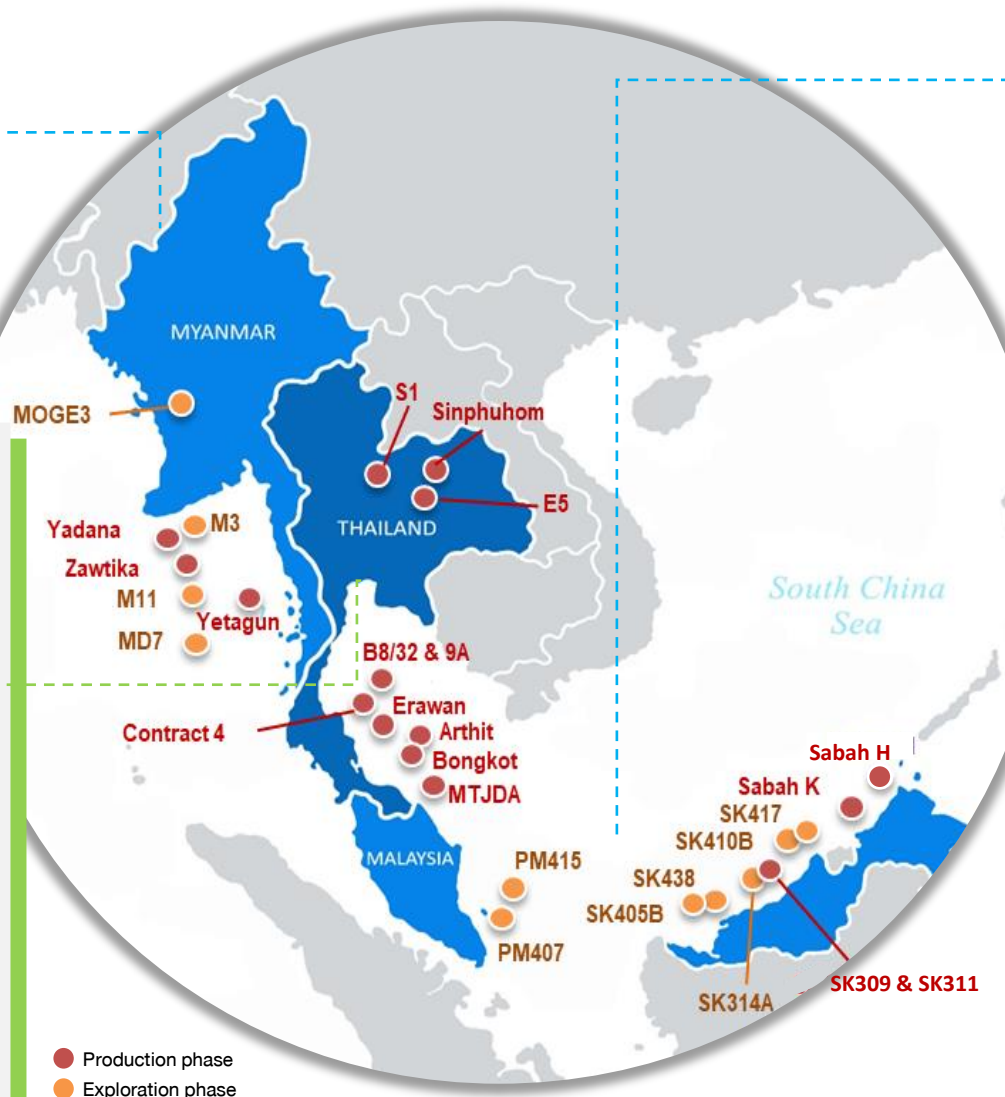 MYANMAR
MOGE3
S1
Sinphuhom
E5
THAILAND
M3
Yadana
Zawtika
M11
Yetagun
MD7
South China
Sea
B8/32 & 9A
Erawan
Contract 4
Arthit
Bongkot
MTJDA
Sabah H
Sabah K
SK417
SK410B
MALAYSIA
PM415
SK438
SK405B
PM407
SK309 & SK311
SK314A
Production phase
Exploration phase